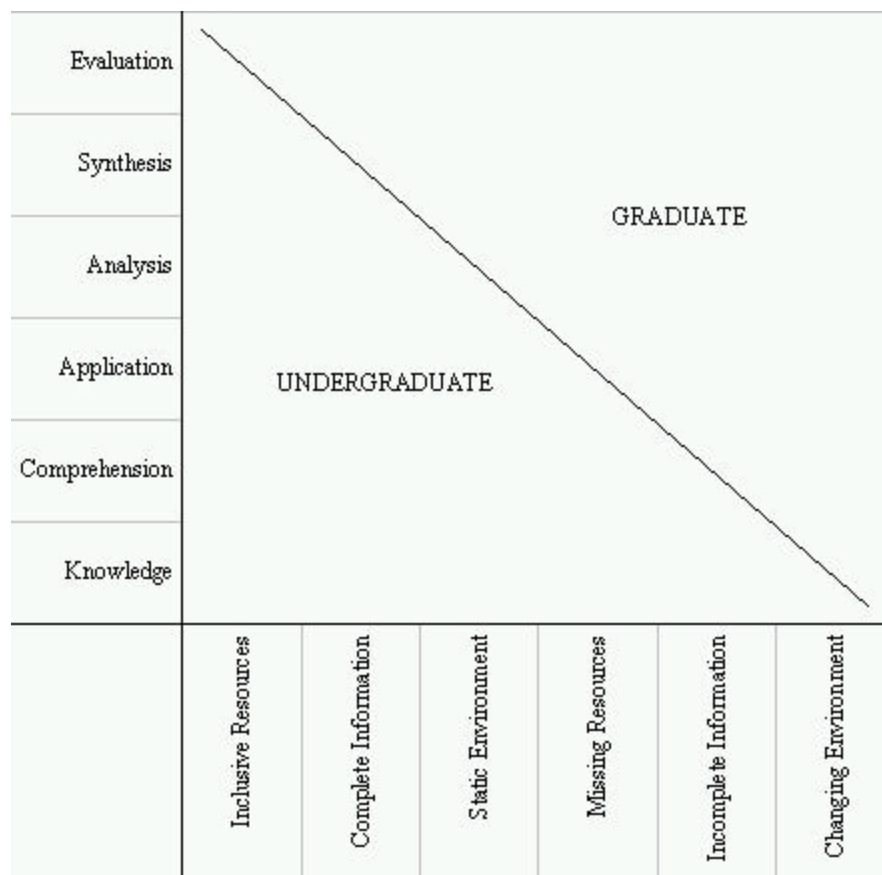 Evaluation
Synthesis
GRADUATE
Analysis
Application
UNDERGRADUATE
Comprehension
Knowledge
Inclusive Resources
Complete Information
Static Environment
Missing Resources
Incomplete Information
Changing Environment